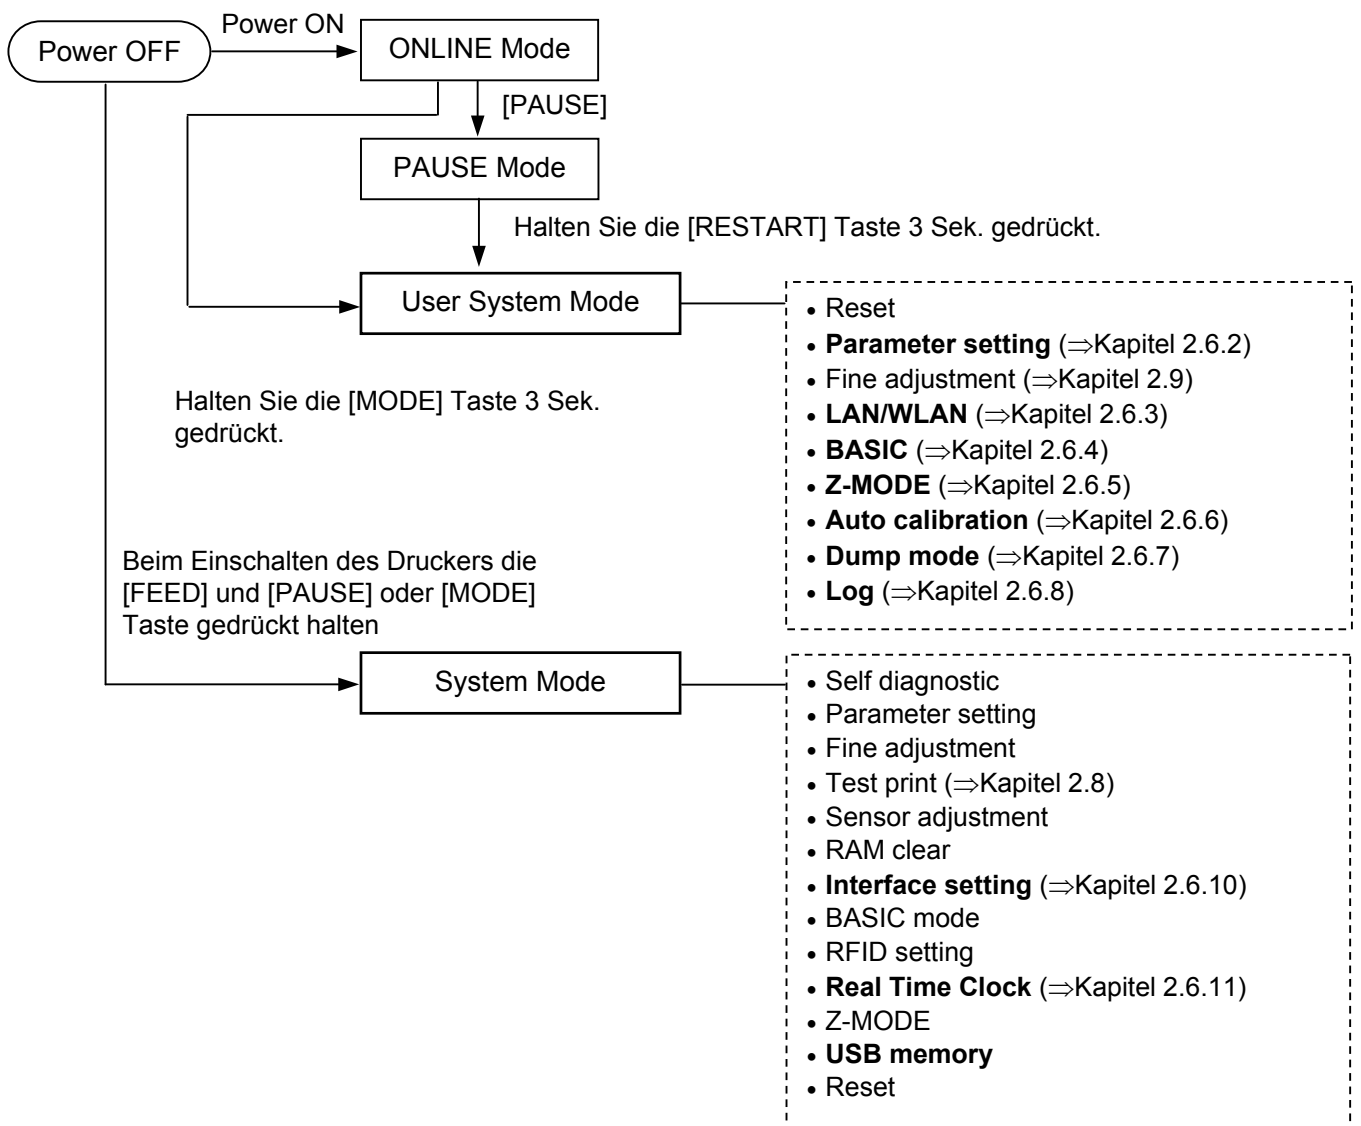 Power OFF
Power ON
ONLINE Mode
[PAUSE]
PAUSE Mode
Halten Sie die [RESTART] Taste 3 Sek. gedrückt.
User System Mode
Halten Sie die [MODE] Taste 3 Sek.
gedrückt.
• Reset
• Parameter setting (⇒Kapitel 2.6.2)
• Fine adjustment (⇒Kapitel 2.9)
• LAN/WLAN (⇒Kapitel 2.6.3)
• BASIC (⇒Kapitel 2.6.4)
• Z-MODE (⇒Kapitel 2.6.5)
• Auto calibration (⇒Kapitel 2.6.6)
• Dump mode (⇒Kapitel 2.6.7)
• Log (⇒Kapitel 2.6.8)
Beim Einschalten des Druckers die
[FEED] und [PAUSE] oder [MODE]
Taste gedrückt halten
System Mode
• Self diagnostic
• Parameter setting
• Fine adjustment
• Test print (⇒Kapitel 2.8)
• Sensor adjustment
• RAM clear
• Interface setting (⇒Kapitel 2.6.10)
• BASIC mode
• RFID setting
• Real Time Clock (⇒Kapitel 2.6.11)
• Z-MODE
• USB memory
• Reset